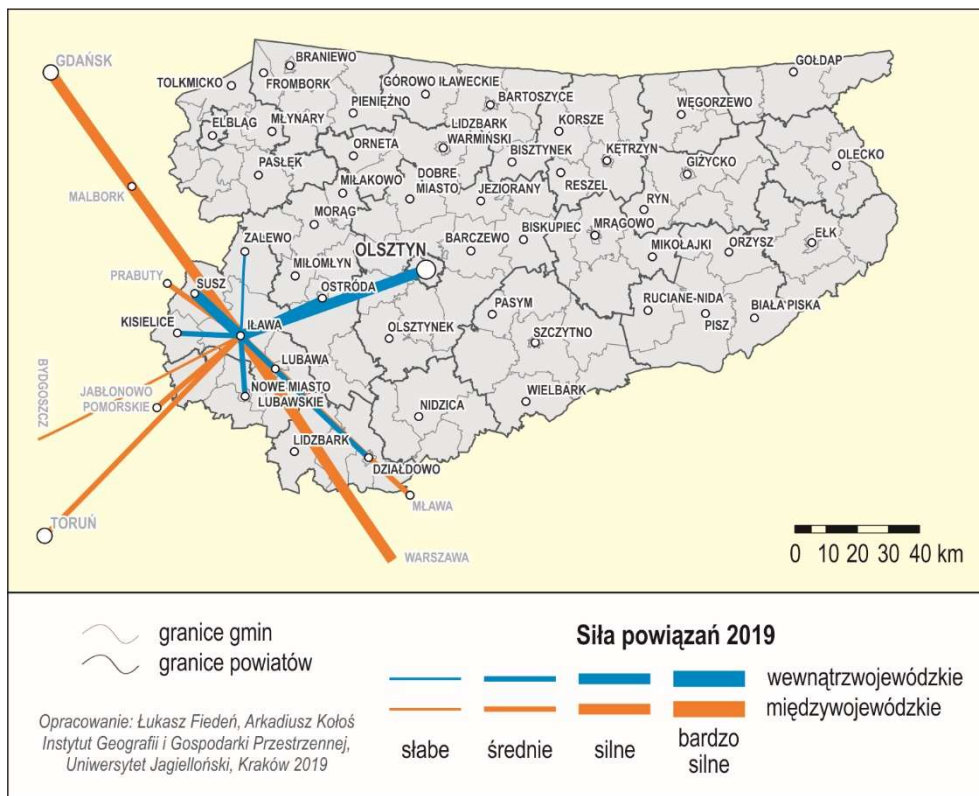 GDAŃSK
BRANIEWO
GOŁDAP
TOLKMICKO
FROMBORK
GÓROWO IŁAWECKIE
PIENIĘŻNO
BARTOSZYCE
WĘGORZEWO
ELBLĄG
MŁYNARY
LIDZBARK
WARMIŃSKI
KORSZE
ORNETA
BISZTYNEK
KĘTRZYN
GIŻYCKO
OLECKO
PASŁĘK
MIŁAKOWO
DOBRE
MIASTO
JEZIORANY
RESZEL
RYN
MALBORK
MORĄG
ZALEWO
OLSZTYN
BARCZEWO
BISKUPIEC
MRĄGOWO
MIKOŁAJKI
ORZYSZ
EŁK
PRABUTY
SUSZ
MIŁOMŁYN
OSTRÓDA
PASYM
RUCIANE-NIDA
PISZ
BIAŁA PISKA
KISIELICE
IŁAWA
OLSZTYNEK
SZCZYTNO
LUBAWA
BYDGOSZCZ
JABŁONOWO
POMORSKIE
NOWE MIASTO
LUBAWSKIE
NIDZICA
WIELBARK
LIDZBARK
DZIAŁDOWO
MŁAWA
TORUŃ
WARSZAWA
0 10 20 30 40 km
granice gmin
granice powiatów
Opracowanie: Łukasz Fiedeń, Arkadiusz Kołoś
Instytut Geografii i Gospodarki Przestrzennej,
Uniwersytet Jagielloński, Kraków 2019
Siła powiązań 2019
wewnątrzwojewódzkie
międzywojewódzkie
słabe
średnie
silne
bardzo
silne